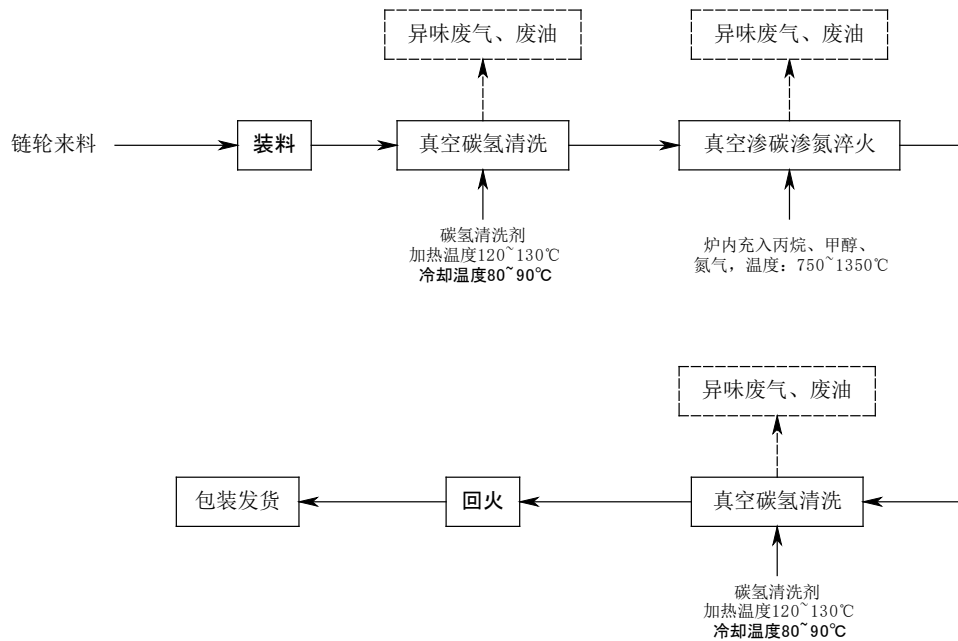 异味废气、废油
异味废气、废油
链轮来料
装料
真空碳氢清洗
真空渗碳渗氮淬火
碳氢清洗剂
加热温度120~130℃
冷却温度80~90℃
炉内充入丙烷、甲醇、
氮气，温度：750~1350℃
异味废气、废油
包装发货
回火
真空碳氢清洗
碳氢清洗剂
加热温度120~130℃
冷却温度80~90℃